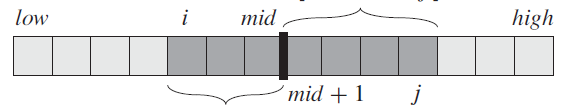 low i mid high
mid + 1 j